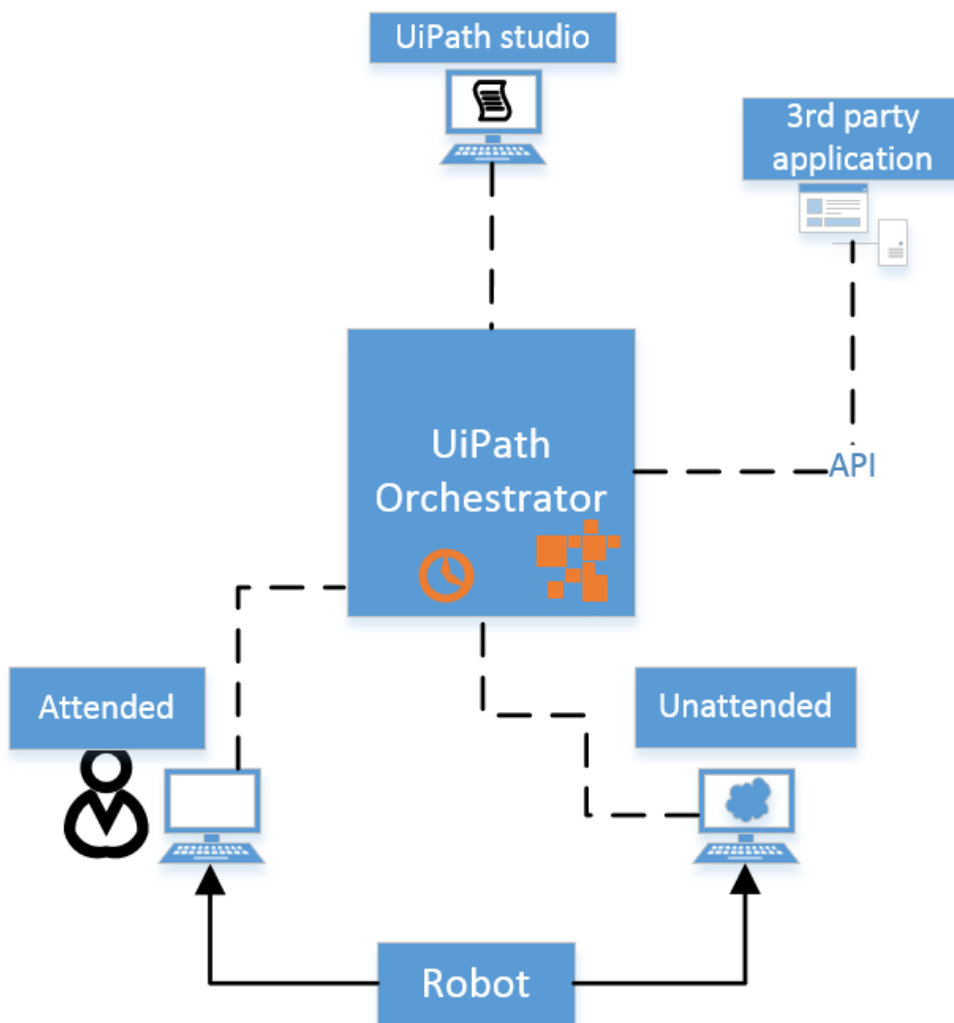 UiPath studio
3rd party
application
UiPath
Orchestrator
API
Attended
Unattended
Robot